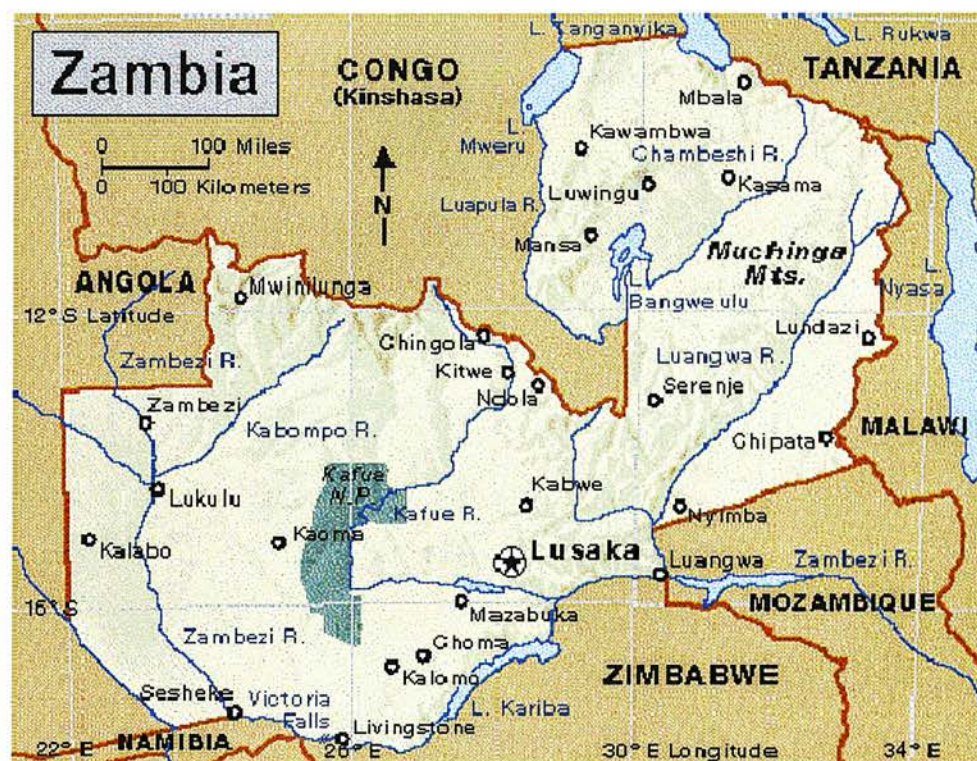 Zambia
100 Miles
0
0
100 Kilometers
N
CONGO
(Kinshasa)
L. Tanganyika
L. Rukwa
TANZANIA
Mbala
L.
Mweru
Kawambwa
Chambeshi R.
Luwingu
Kasama
Luapula R.
Mansa
Muchinga
Mts.
L.
Bangweulu
L.
Nyasa
ANGOLA
Mwinilunga
12° S Latitude
Zambezi R.
Chingola
Kitwe
Ndola
Luangwa R.
Lundazi
Serenje
Zambezi
Kabompo R.
MALAWI
Chipata
Lukulu
Kafue
N.P.
Kafue R.
Kabwe
Nyimba
Kalabo
Kaoma
Lusaka
Luangwa
Zambezi R.
MOZAMBIQUE
16° S
Mazabuka
Zambezi R.
Choma
Kalomo
ZIMBABWE
Sesheke
Victoria
Falls
L. Kariba
Livingstone
NAMIBIA
22° E
26° E
30° E Longitude
34° E